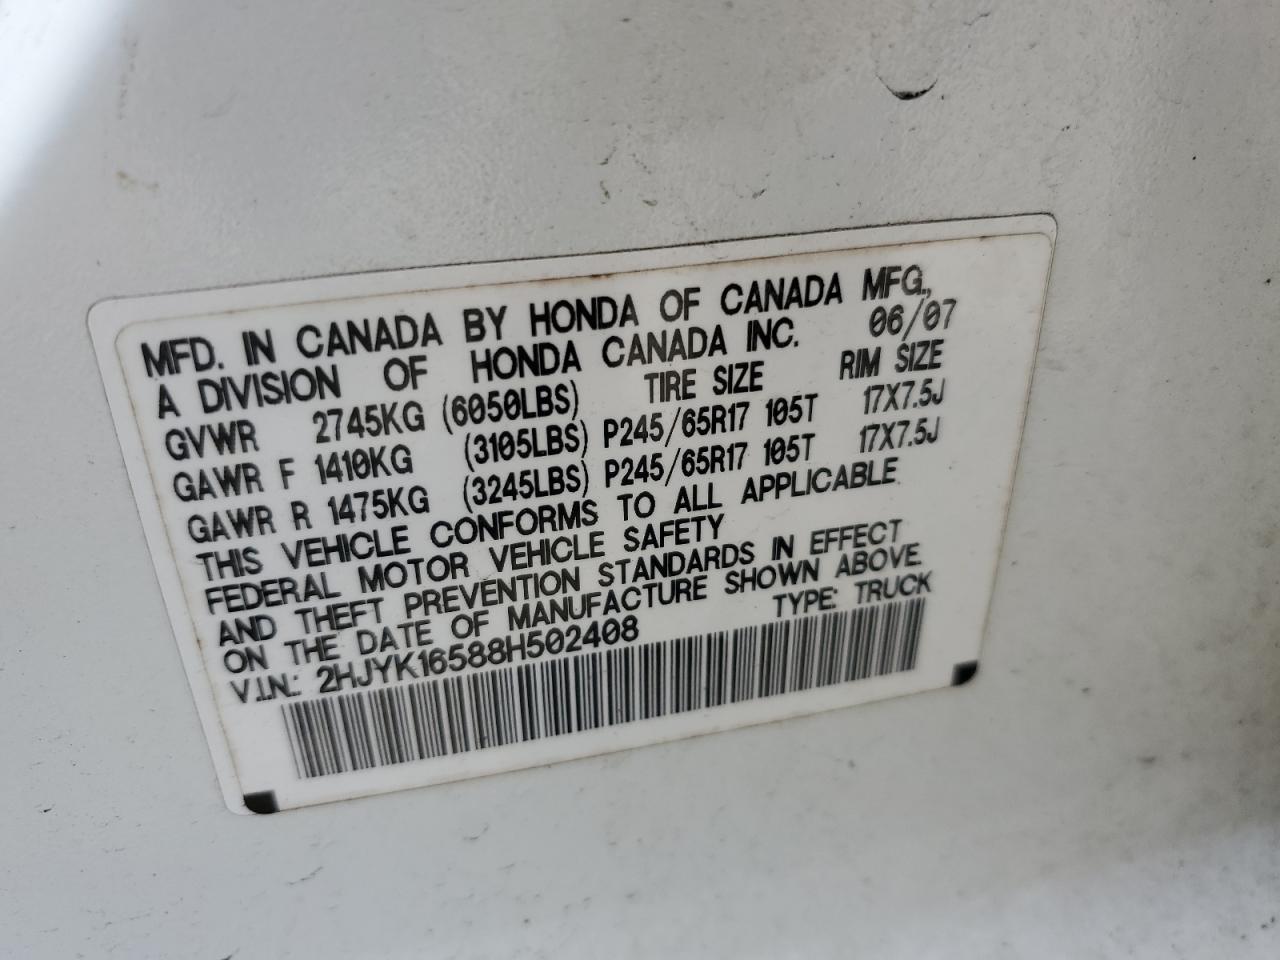 MFD. IN CANADA BY HONDA OF CANADA MFG.,
A DIVISION OF HONDA CANADA INC. 06/07
GVWR 2745KG (6050LBS) TIRE SIZE RIM SIZE
GAWR F 1410KG (3105LBS) P245/65R17 105T 17X7.5J
GAWR R 1475KG (3245LBS) P245/65R17 105T 17X7.5J
THIS VEHICLE CONFORMS TO ALL APPLICABLE
FEDERAL MOTOR VEHICLE SAFETY
AND THEFT PREVENTION STANDARDS IN EFFECT
ON THE DATE OF MANUFACTURE SHOWN ABOVE
V.I.N.: 2HJYK16588H502408 TYPE: TRUCK